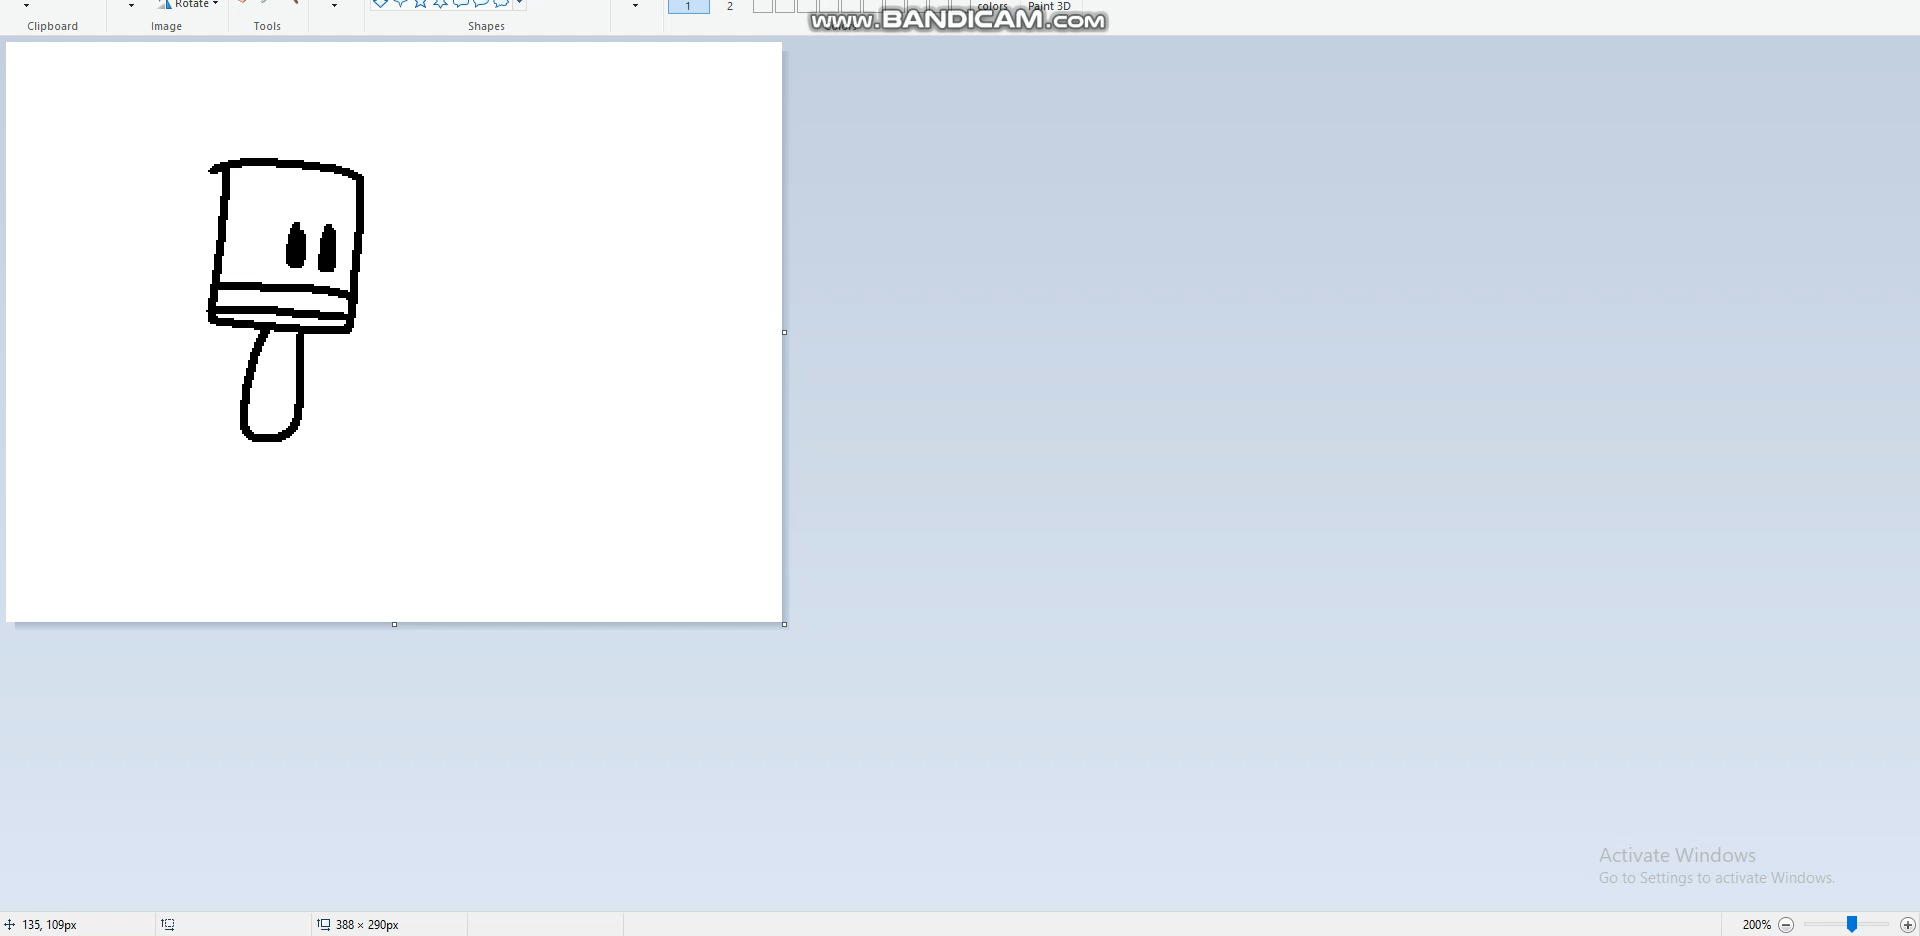 Rotate
1
2
colors
Paint 3D
www.BANDICAM.com
Clipboard
Image
Tools
Shapes
Colors
Activate Windows
Go to Settings to activate Windows.
135, 109px
388 × 290px
200%